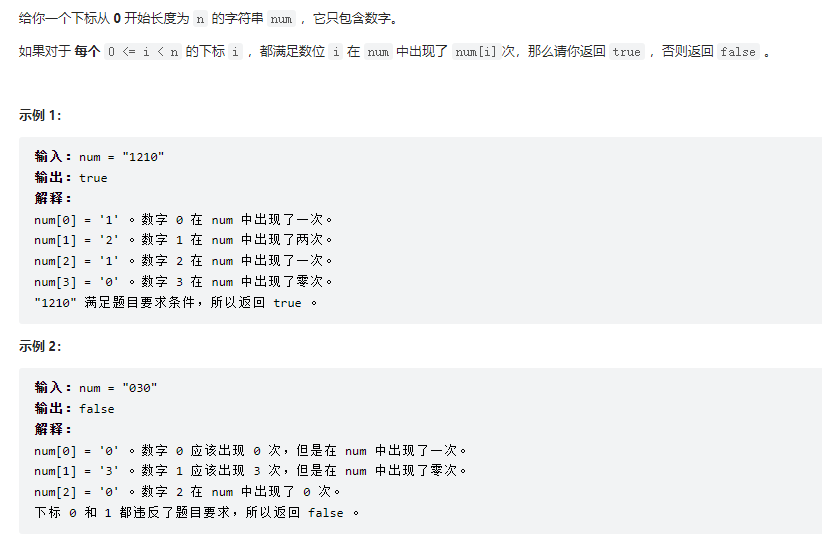 给你一个下标从 0 开始长度为 n 的字符串 num ，它只包含数字。
如果对于 每个 0 <= i < n 的下标 i ，都满足数位 i 在 num 中出现了 num[i] 次，那么请你返回 true ，否则返回 false 。
示例 1：
输入：num = "1210"
输出：true
解释：
num[0] = '1' 。数字 0 在 num 中出现了一次。
num[1] = '2' 。数字 1 在 num 中出现了两次。
num[2] = '1' 。数字 2 在 num 中出现了一次。
num[3] = '0' 。数字 3 在 num 中出现了零次。
"1210" 满足题目要求条件，所以返回 true 。
示例 2：
输入：num = "030"
输出：false
解释：
num[0] = '0' 。数字 0 应该出现 0 次，但是在 num 中出现了一次。
num[1] = '3' 。数字 1 应该出现 3 次，但是在 num 中出现了零次。
num[2] = '0' 。数字 2 在 num 中出现了 0 次。
下标 0 和 1 都违反了题目要求，所以返回 false 。